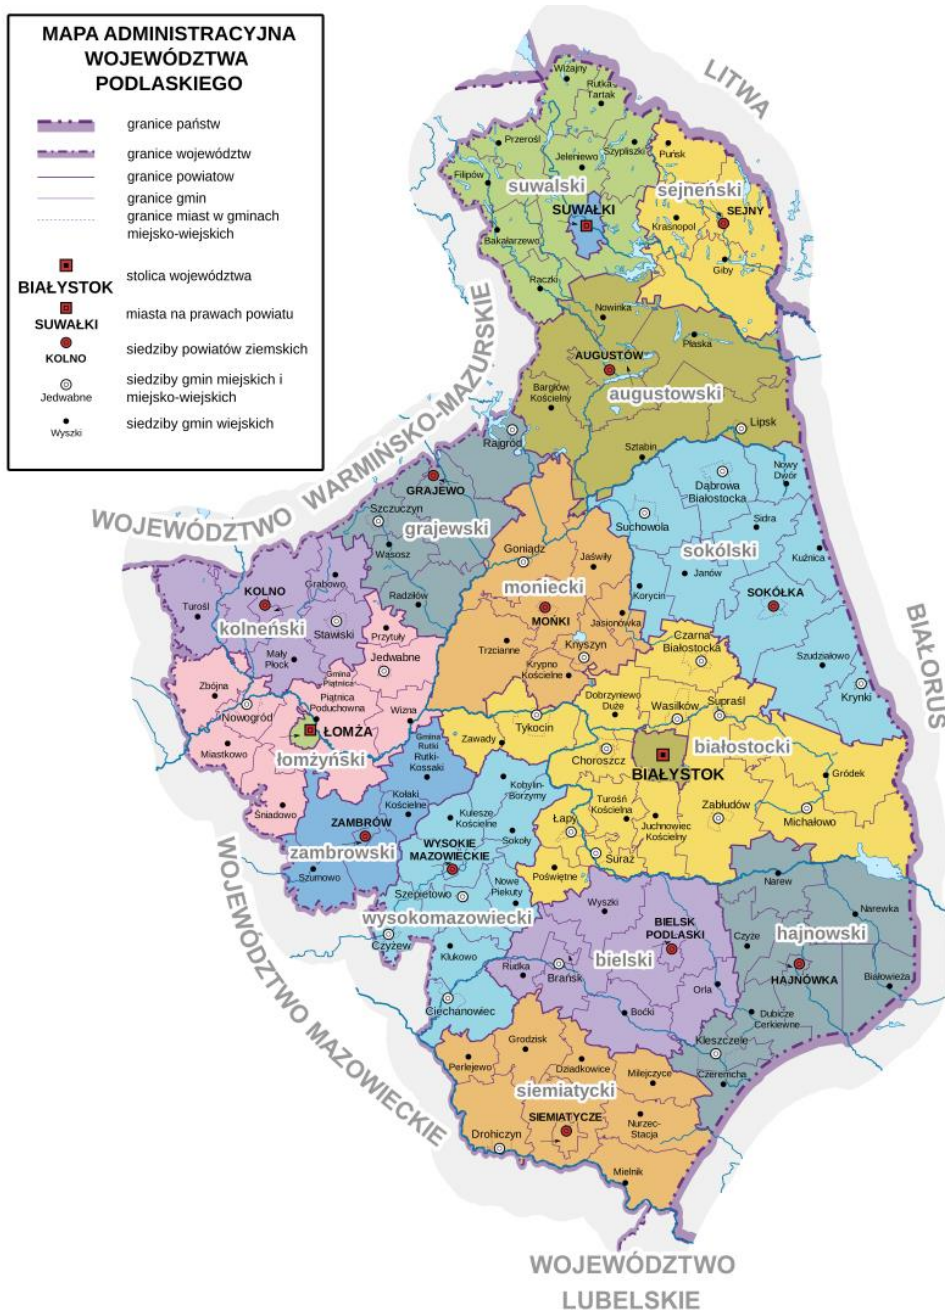 MAPA ADMINISTRACYJNA
WOJEWÓDZTWA
PODLASKIEGO
granice państw
granice województw
granice powiatow
granice gmin
granice miast w gminach
miejsko-wiejskich
BIAŁYSTOK
stolica województwa
SUWAŁKI
miasta na prawach powiatu
KOLNO
siedziby powiatów ziemskich
Jedwabne
siedziby gmin miejskich i
miejsko-wiejskich
Wyszki
siedziby gmin wiejskich
LITWA
BIAŁORUS
WOJEWÓDZTWO WARMIŃSKO-MAZURSKIE
WOJEWÓDZTWO MAZOWIECKIE
WOJEWÓDZTWO
LUBELSKIE
Wiżajny
Rutka
Tartak
Przerośl
Szypliszki
Jeleniewo
Filipów
suwalski
SUWAŁKI
Bakałarzewo
Raczki
Puńsk
sejneński
SEJNY
Krasnopol
Giby
Nowinka
Płaska
AUGUSTÓW
Bargłów
Kościelny
augustowski
Lipsk
Sztabin
Rajgród
GRAJEWO
Szczuczyn
grajewski
Wąsosz
Radziłów
Goniądz
Jaświły
moniecki
MOŃKI
Jasionówka
Trzcianne
Knyszyn
Krypno
Kościelne
Nowy
Dwór
Dąbrowa
Białostocka
Suchowola
Sidra
sokólski
Kuźnica
Janów
Korycin
SOKÓŁKA
Szudziałowo
Krynki
Grabowo
KOLNO
Turośl
kolneński
Stawiski
Mały
Płock
Przytuły
Jedwabne
Gmina
Piątnica
Zbójna
Piątnica
Poduchowna
Nowogród
Wizna
ŁOMŻA
Miastkowo
łomżyński
Śniadowo
Gmina
Rutki
Rutki-
Kossaki
Kołaki
Kościelne
ZAMBRÓW
zambrowski
Szumowo
Czarna
Białostocka
Dobrzyniewo
Duże
Wasilków
Supraśl
Tykocin
Zawady
Choroszcz
białostocki
BIAŁYSTOK
Gródek
Turośń
Kościelna
Zabłudów
Michałowo
Łapy
Juchnowiec
Kościelny
Suraż
Poświętne
Kobylin-
Borzymy
Kulesze
Kościelne
Sokoły
WYSOKIE
MAZOWIECKIE
Nowe
Piekuty
Szepietowo
wysokomazowiecki
Czyżew
Klukowo
Ciechanowiec
Wyszki
BIELSK
PODLASKI
bielski
Rudka
Brańsk
Orla
Boćki
Narew
Narewka
Czyże
hajnowski
HAJNÓWKA
Białowieża
Dubicze
Cerkiewne
Kleszczele
Czeremcha
Grodzisk
Perlejewo
Dziadkowice
Milejczyce
siemiatycki
SIEMIATYCZE
Nurzec-
Stacja
Drohiczyn
Mielnik